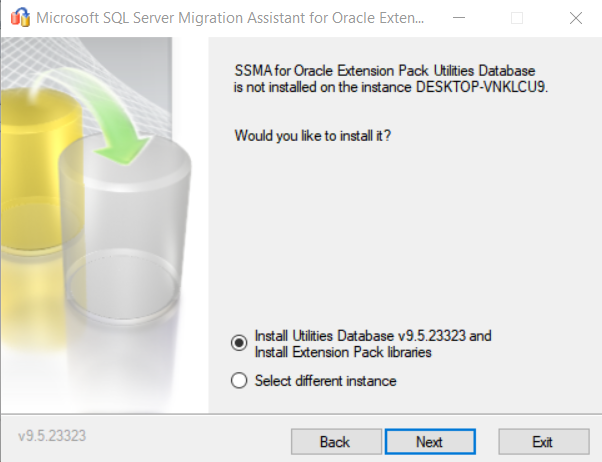 Microsoft SQL Server Migration Assistant for Oracle Exten...
SSMA for Oracle Extension Pack Utilities Database
is not installed on the instance DESKTOP-VNKLCU9.
Would you like to install it?
Install Utilities Database v9.5.23323 and
Install Extension Pack libraries
Select different instance
v9.5.23323
Back
Next
Exit